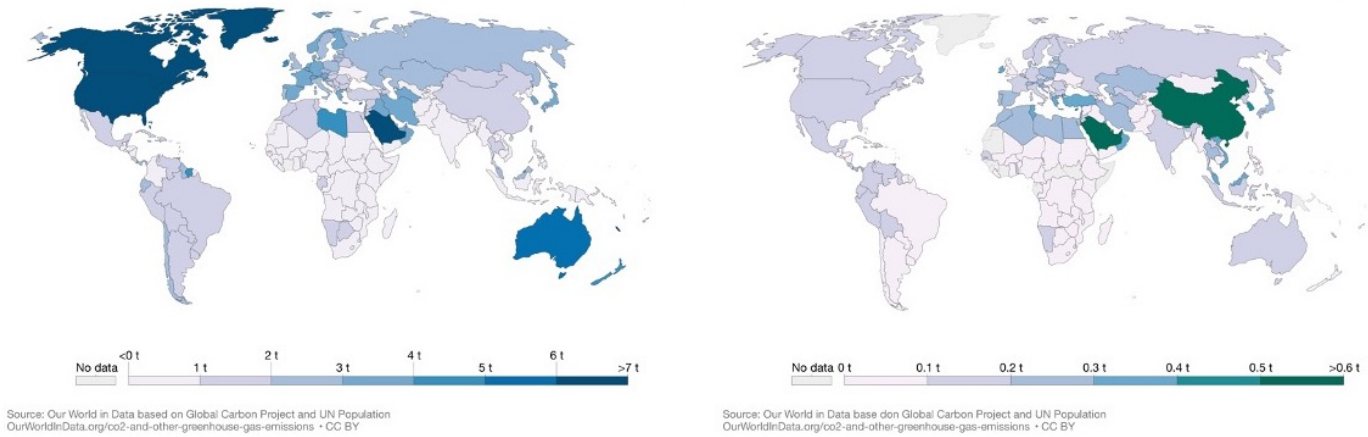 <0 t 2 t 4 t 6 t
No data 1 t 3 t 5 t >7 t
Source: Our World in Data based on Global Carbon Project and UN Population
OurWorldInData.org/co2-and-other-greenhouse-gas-emissions • CC BY
No data 0 t 0.1 t 0.2 t 0.3 t 0.4 t 0.5 t >0.6 t
Source: Our World in Data base don Global Carbon Project and UN Population
OurWorldInData.org/co2-and-other-greenhouse-gas-emissions • CC BY